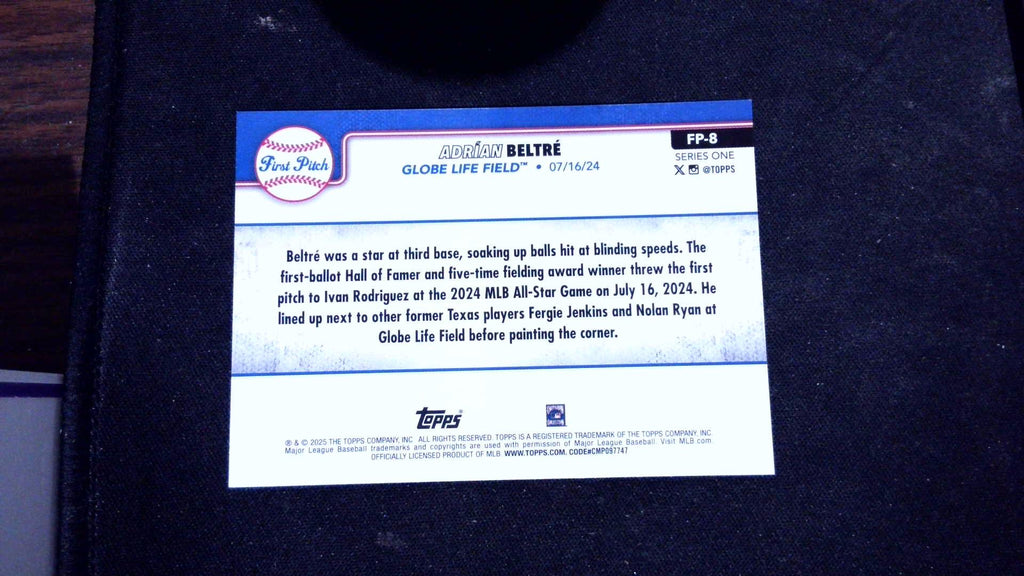 First Pitch
ADRIÁN BELTRÉ
GLOBE LIFE FIELD™ • 07/16/24
FP-8
SERIES ONE
@TOPPS
Beltré was a star at third base, soaking up balls hit at blinding speeds. The
first-ballot Hall of Famer and five-time fielding award winner threw the first
pitch to Ivan Rodriguez at the 2024 MLB All-Star Game on July 16, 2024. He
lined up next to other former Texas players Fergie Jenkins and Nolan Ryan at
Globe Life Field before painting the corner.
topps®
® & © 2025 THE TOPPS COMPANY, INC. ALL RIGHTS RESERVED. TOPPS IS A REGISTERED TRADEMARK OF THE TOPPS COMPANY, INC.
Major League Baseball trademarks and copyrights are used with permission of Major League Baseball. Visit MLB.com.
OFFICIALLY LICENSED PRODUCT OF MLB. WWW.TOPPS.COM. CODE#CMP097747